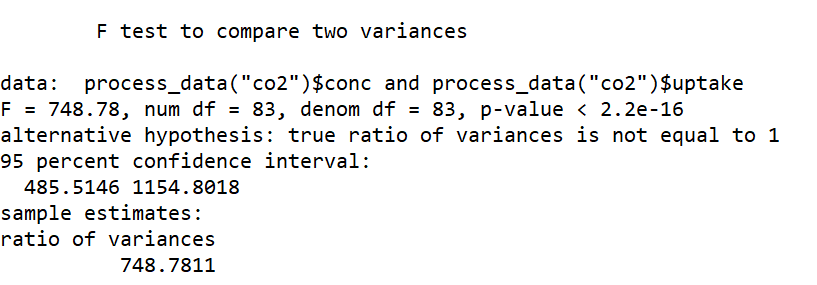 F test to compare two variances
data:  process_data("co2")$conc and process_data("co2")$uptake
F = 748.78, num df = 83, denom df = 83, p-value < 2.2e-16
alternative hypothesis: true ratio of variances is not equal to 1
95 percent confidence interval:
485.5146 1154.8018
sample estimates:
ratio of variances
748.7811